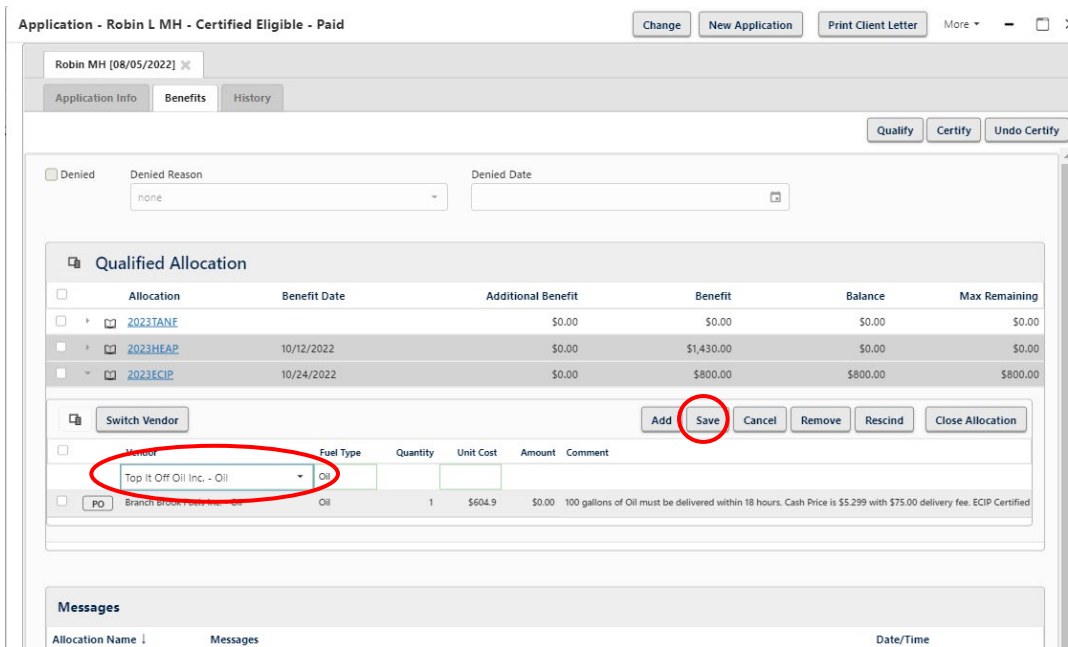 Application - Robin L MH - Certified Eligible - Paid Change New Application Print Client Letter More
Robin MH [08/05/2022]
Application Info Benefits History
Qualify Certify Undo Certify
Denied Denied Reason Denied Date
none
Qualified Allocation
Allocation Benefit Date Additional Benefit Benefit Balance Max Remaining
2023TANF $0.00 $0.00 $0.00 $0.00
2023HEAP 10/12/2022 $0.00 $1,430.00 $0.00 $0.00
2023ECIP 10/24/2022 $0.00 $800.00 $800.00 $800.00
Switch Vendor Add Save Cancel Remove Rescind Close Allocation
Vendor Fuel Type Quantity Unit Cost Amount Comment
Top It Off Oil Inc. - Oil Oil
PO Branch Brook Fuels Inc. - Oil Oil 1 $604.9 $0.00 100 gallons of Oil must be delivered within 18 hours. Cash Price is $5.299 with $75.00 delivery fee. ECIP Certified
Messages
Allocation Name ↓ Messages Date/Time